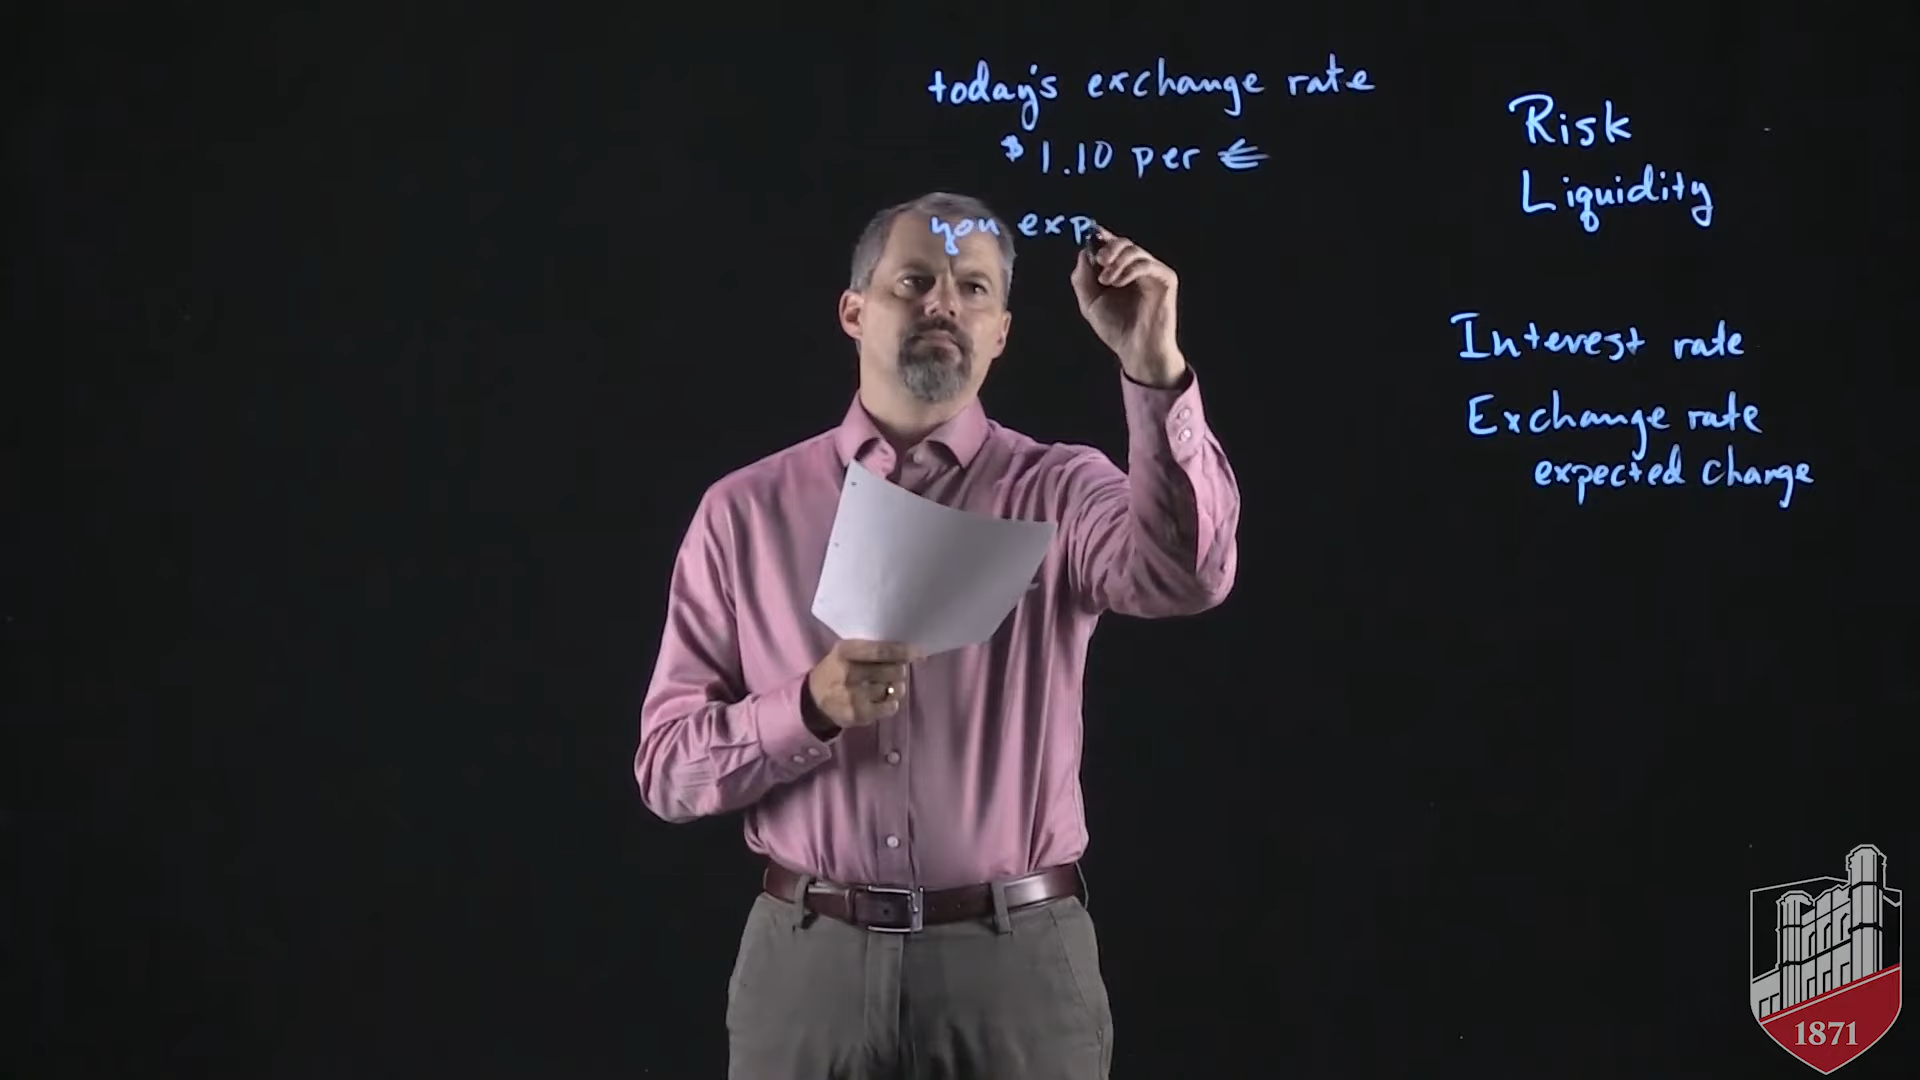 today's exchange rate
$1.10 per €
you exp
Risk
Liquidity
Interest rate
Exchange rate
expected change
1871